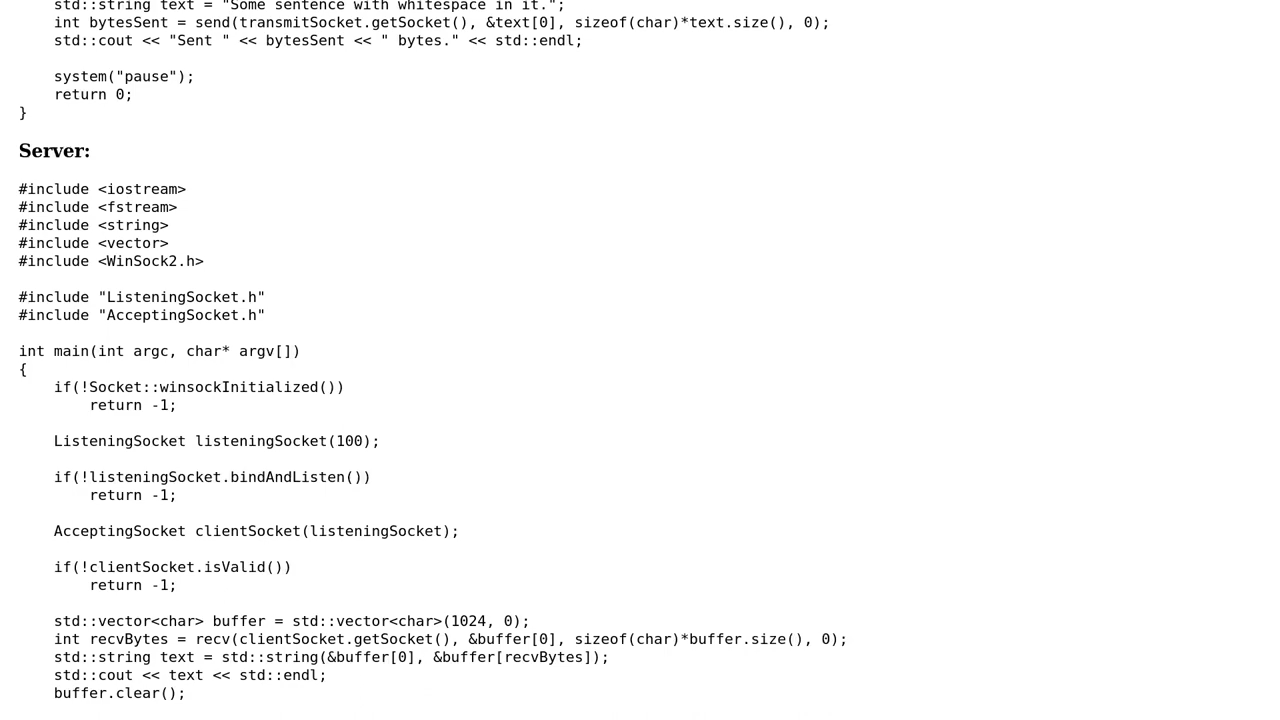 std::string text = "Some sentence with whitespace in it.";
    int bytesSent = send(transmitSocket.getSocket(), &text[0], sizeof(char)*text.size(), 0);
    std::cout << "Sent " << bytesSent << " bytes." << std::endl;

    system("pause");
    return 0;
}
Server:
#include <iostream>
#include <fstream>
#include <string>
#include <vector>
#include <WinSock2.h>

#include "ListeningSocket.h"
#include "AcceptingSocket.h"

int main(int argc, char* argv[])
{
    if(!Socket::winsockInitialized())
        return -1;

    ListeningSocket listeningSocket(100);

    if(!listeningSocket.bindAndListen())
        return -1;

    AcceptingSocket clientSocket(listeningSocket);

    if(!clientSocket.isValid())
        return -1;

    std::vector<char> buffer = std::vector<char>(1024, 0);
    int recvBytes = recv(clientSocket.getSocket(), &buffer[0], sizeof(char)*buffer.size(), 0);
    std::string text = std::string(&buffer[0], &buffer[recvBytes]);
    std::cout << text << std::endl;
    buffer.clear();